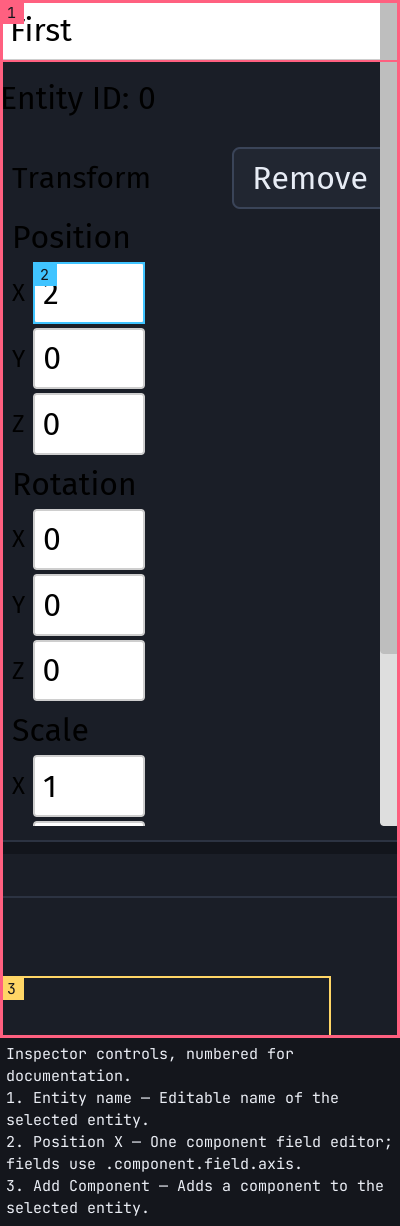 1
First
Entity ID: 0
Transform Remove
Position
2
X 2
Y 0
Z 0
Rotation
X 0
Y 0
Z 0
Scale
X 1
3
Inspector controls, numbered for
documentation.
1. Entity name — Editable name of the
selected entity.
2. Position X — One component field editor;
fields use .component.field.axis.
3. Add Component — Adds a component to the
selected entity.